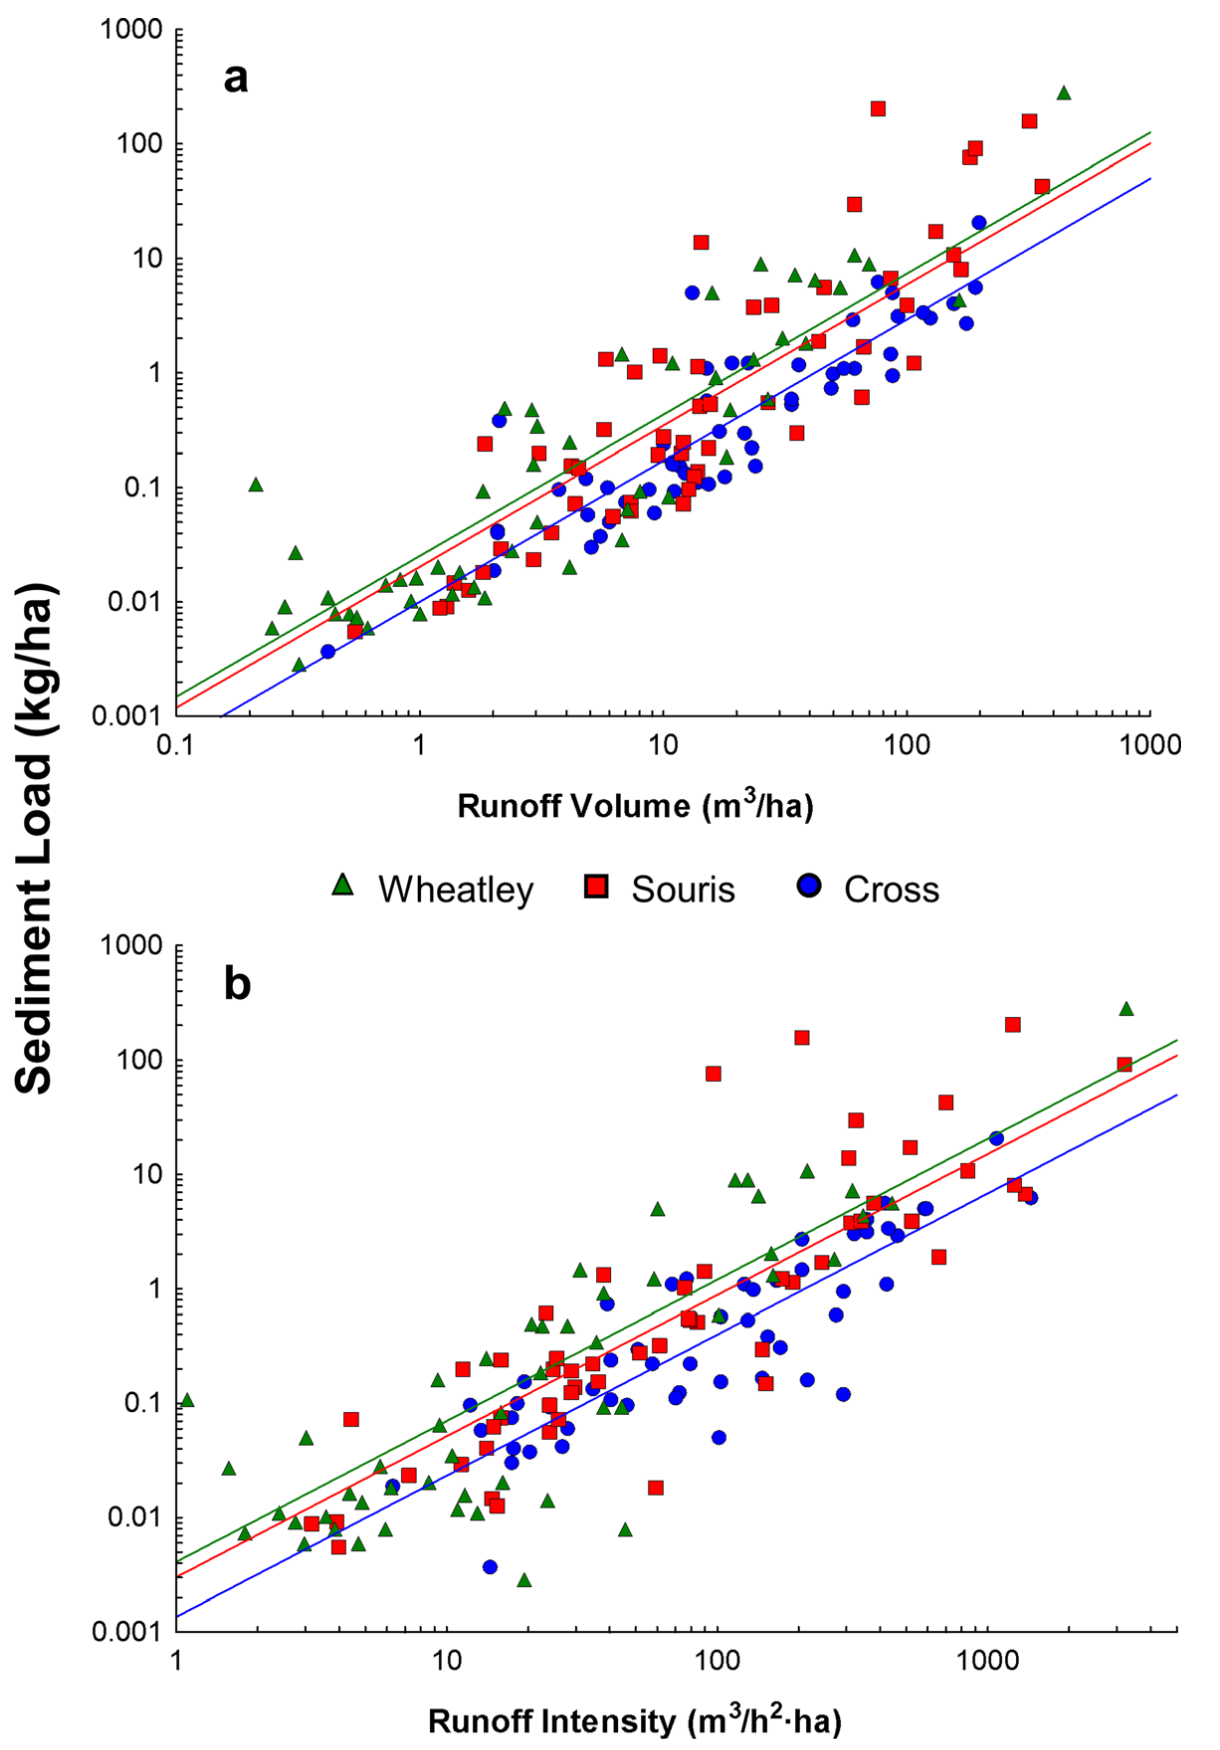 1000
a
100
10
1
0.1
0.01
0.001
0.1 1 10 100 1000
Runoff Volume (m³/ha)
Sediment Load (kg/ha)
Wheatley Souris Cross
1000
b
100
10
1
0.1
0.01
0.001
1 10 100 1000
Runoff Intensity (m³/h²·ha)